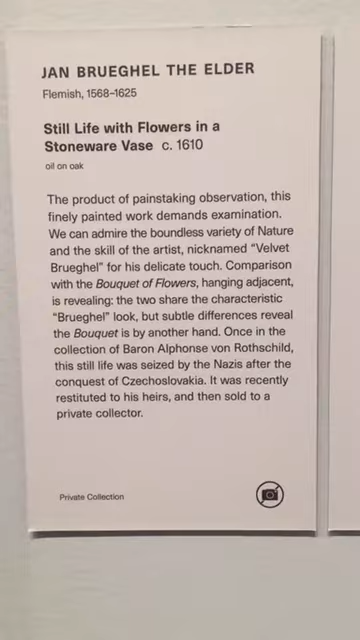 JAN BRUEGHEL THE ELDER
Flemish, 1568–1625
Still Life with Flowers in a
Stoneware Vase c. 1610
oil on oak
The product of painstaking observation, this
finely painted work demands examination.
We can admire the boundless variety of Nature
and the skill of the artist, nicknamed “Velvet
Brueghel” for his delicate touch. Comparison
with the Bouquet of Flowers, hanging adjacent,
is revealing: the two share the characteristic
“Brueghel” look, but subtle differences reveal
the Bouquet is by another hand. Once in the
collection of Baron Alphonse von Rothschild,
this still life was seized by the Nazis after the
conquest of Czechoslovakia. It was recently
restituted to his heirs, and then sold to a
private collector.
Private Collection